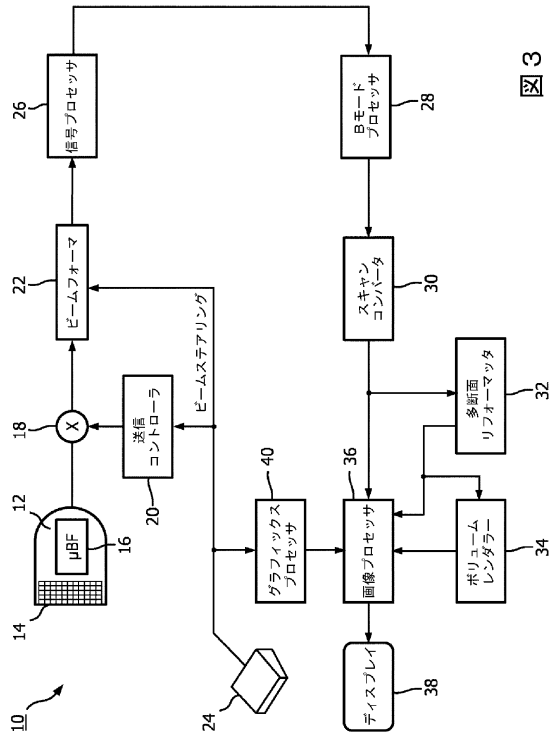 10
14
12
μBF
16
18
X
20
送信
コントローラ
22
ビームフォーマ
26
信号プロセッサ
ビームステアリング
24
40
グラフィックス
プロセッサ
36
画像プロセッサ
38
ディスプレイ
34
ボリューム
レンダラー
32
多断面
リフォーマッタ
30
スキャン
コンバータ
28
Bモード
プロセッサ
図3